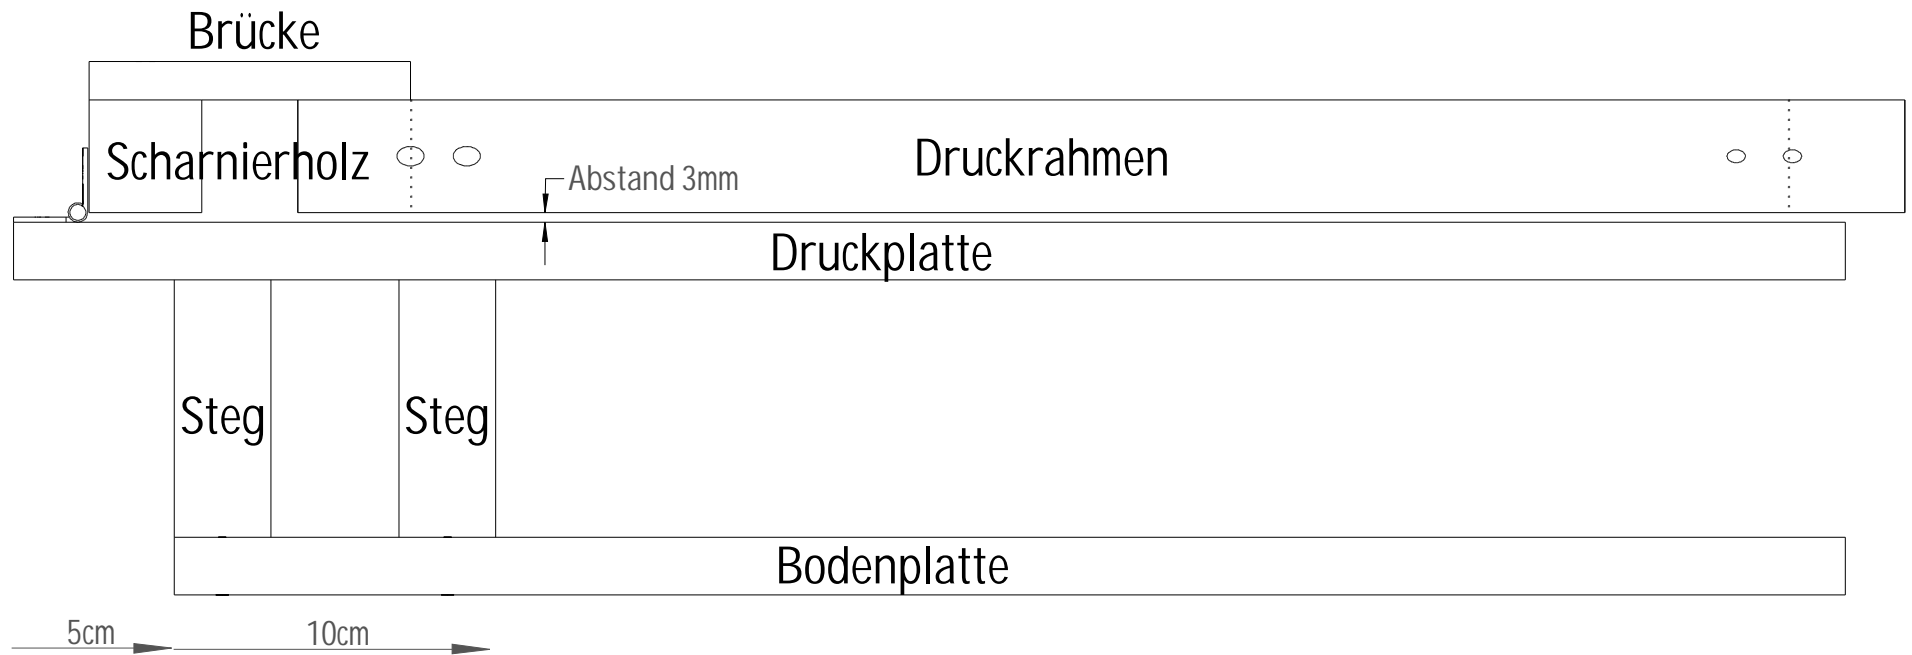 Brücke
Scharnierholz
Druckrahmen
Abstand 3mm
Druckplatte
Steg
Steg
Bodenplatte
5cm
10cm